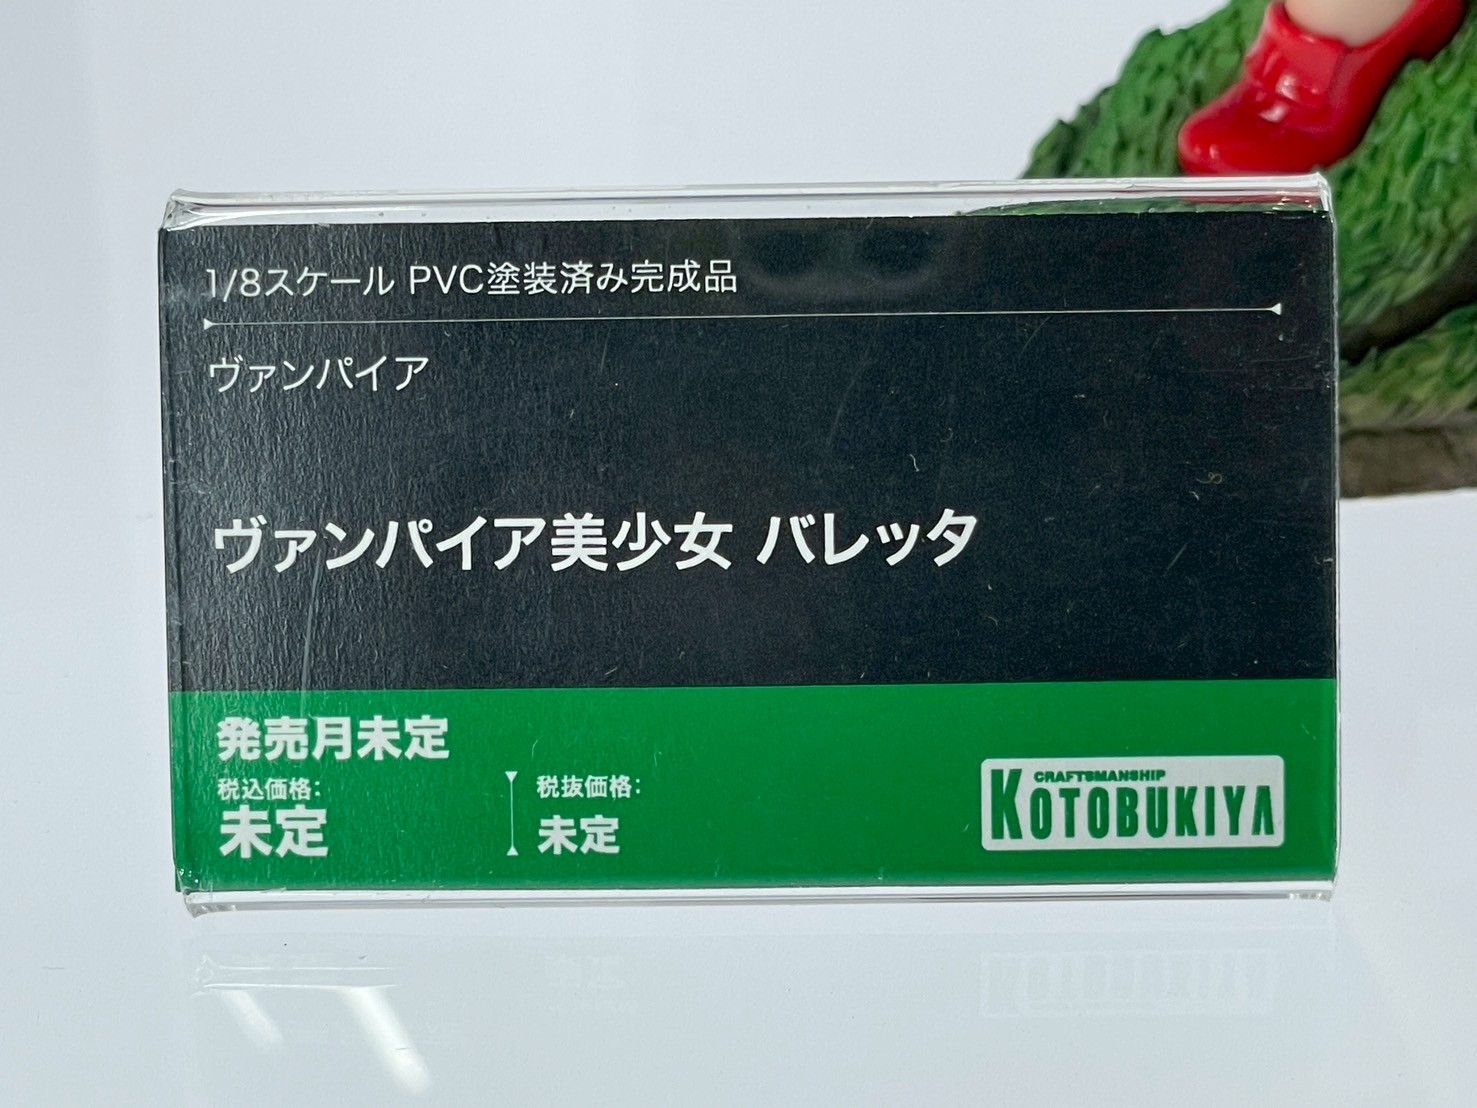 1/8スケール PVC塗装済み完成品
ヴァンパイア
ヴァンパイア美少女 バレッタ
発売月未定
税込価格:
未定
税抜価格:
未定
CRAFTSMANSHIP
KOTOBUKIYA